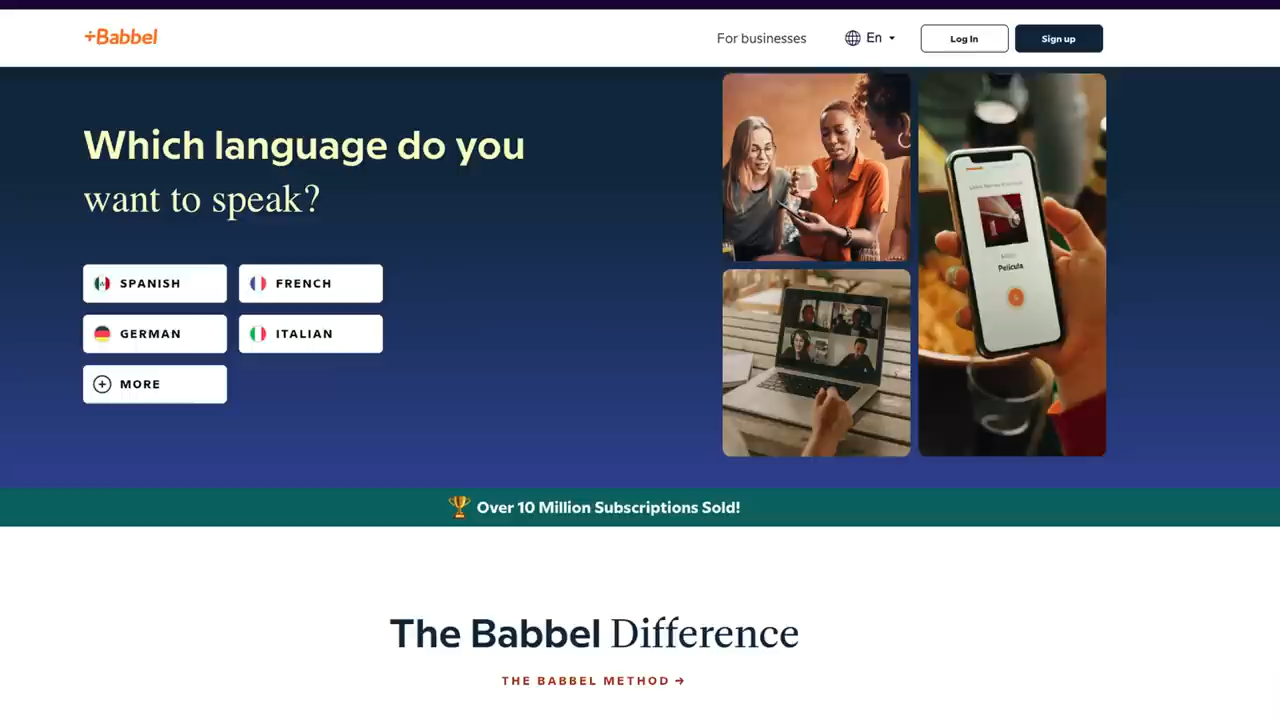 +Babbel
For businesses
En
Log In
Sign up
Which language do you
want to speak?
SPANISH
FRENCH
GERMAN
ITALIAN
MORE
Película
🏆 Over 10 Million Subscriptions Sold!
The Babbel Difference
THE BABBEL METHOD →